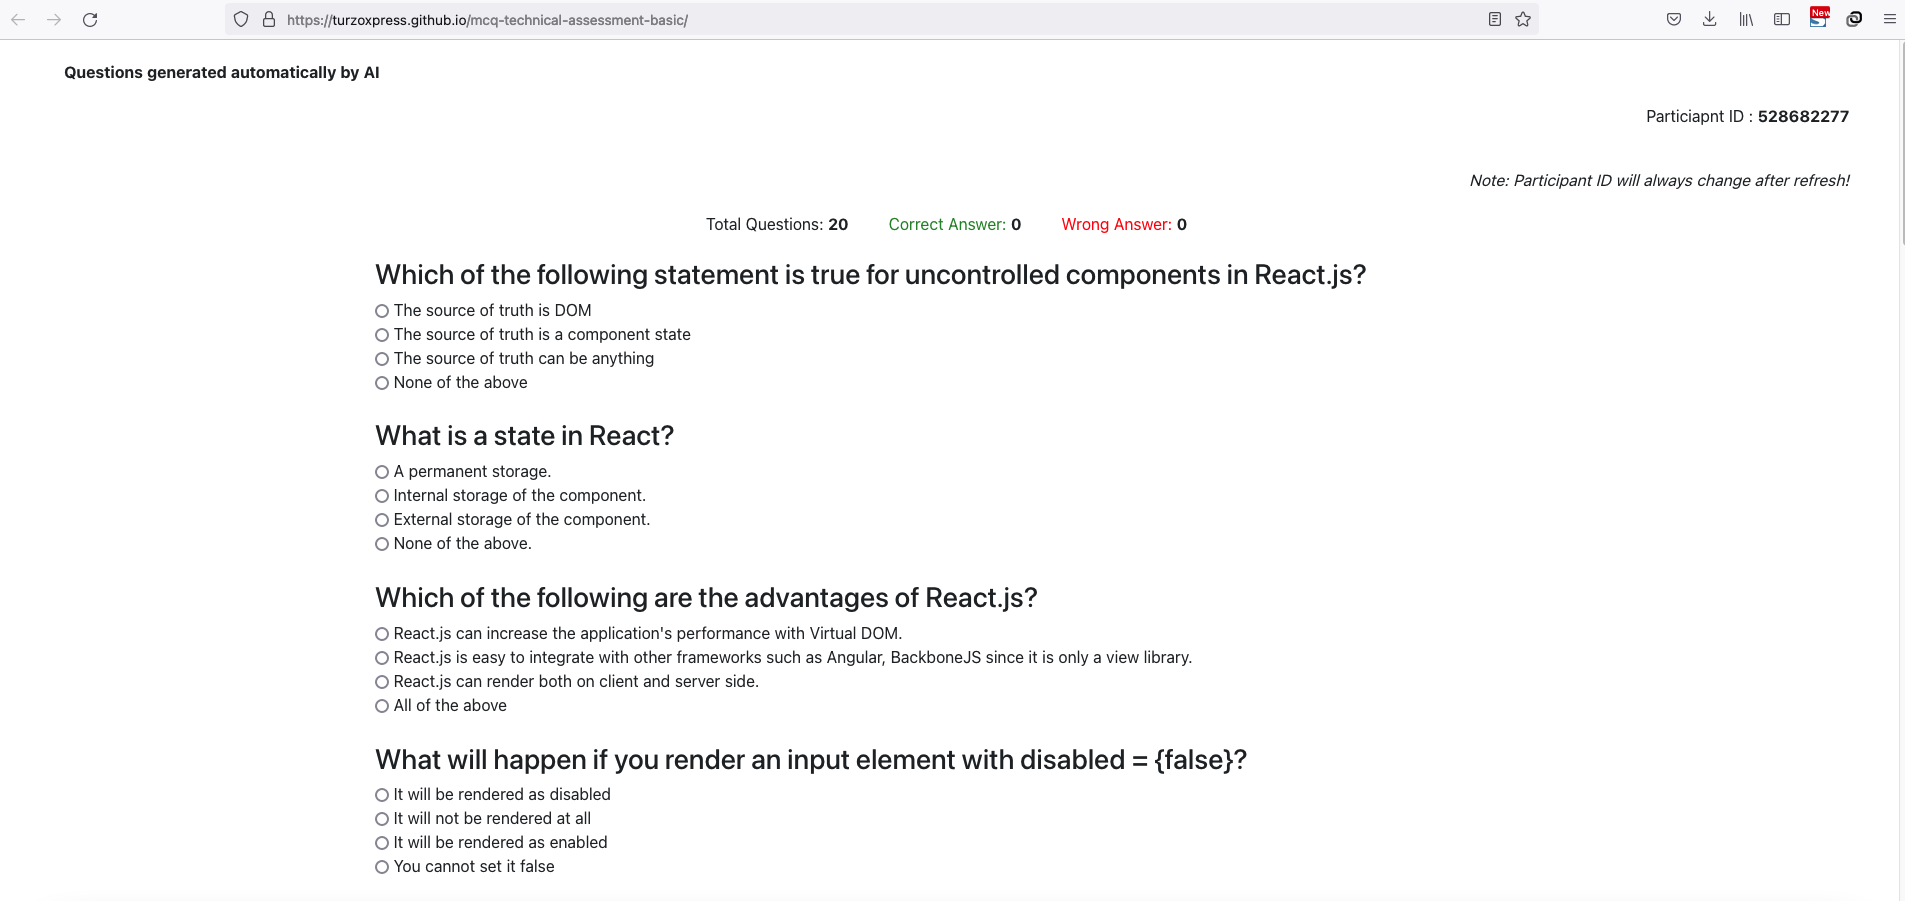 https://turzoxpress.github.io/mcq-technical-assessment-basic/
New
Questions generated automatically by AI
Particiapnt ID : 528682277
Note: Participant ID will always change after refresh!
Total Questions: 20 Correct Answer: 0 Wrong Answer: 0
Which of the following statement is true for uncontrolled components in React.js?
The source of truth is DOM
The source of truth is a component state
The source of truth can be anything
None of the above
What is a state in React?
A permanent storage.
Internal storage of the component.
External storage of the component.
None of the above.
Which of the following are the advantages of React.js?
React.js can increase the application's performance with Virtual DOM.
React.js is easy to integrate with other frameworks such as Angular, BackboneJS since it is only a view library.
React.js can render both on client and server side.
All of the above
What will happen if you render an input element with disabled = {false}?
It will be rendered as disabled
It will not be rendered at all
It will be rendered as enabled
You cannot set it false